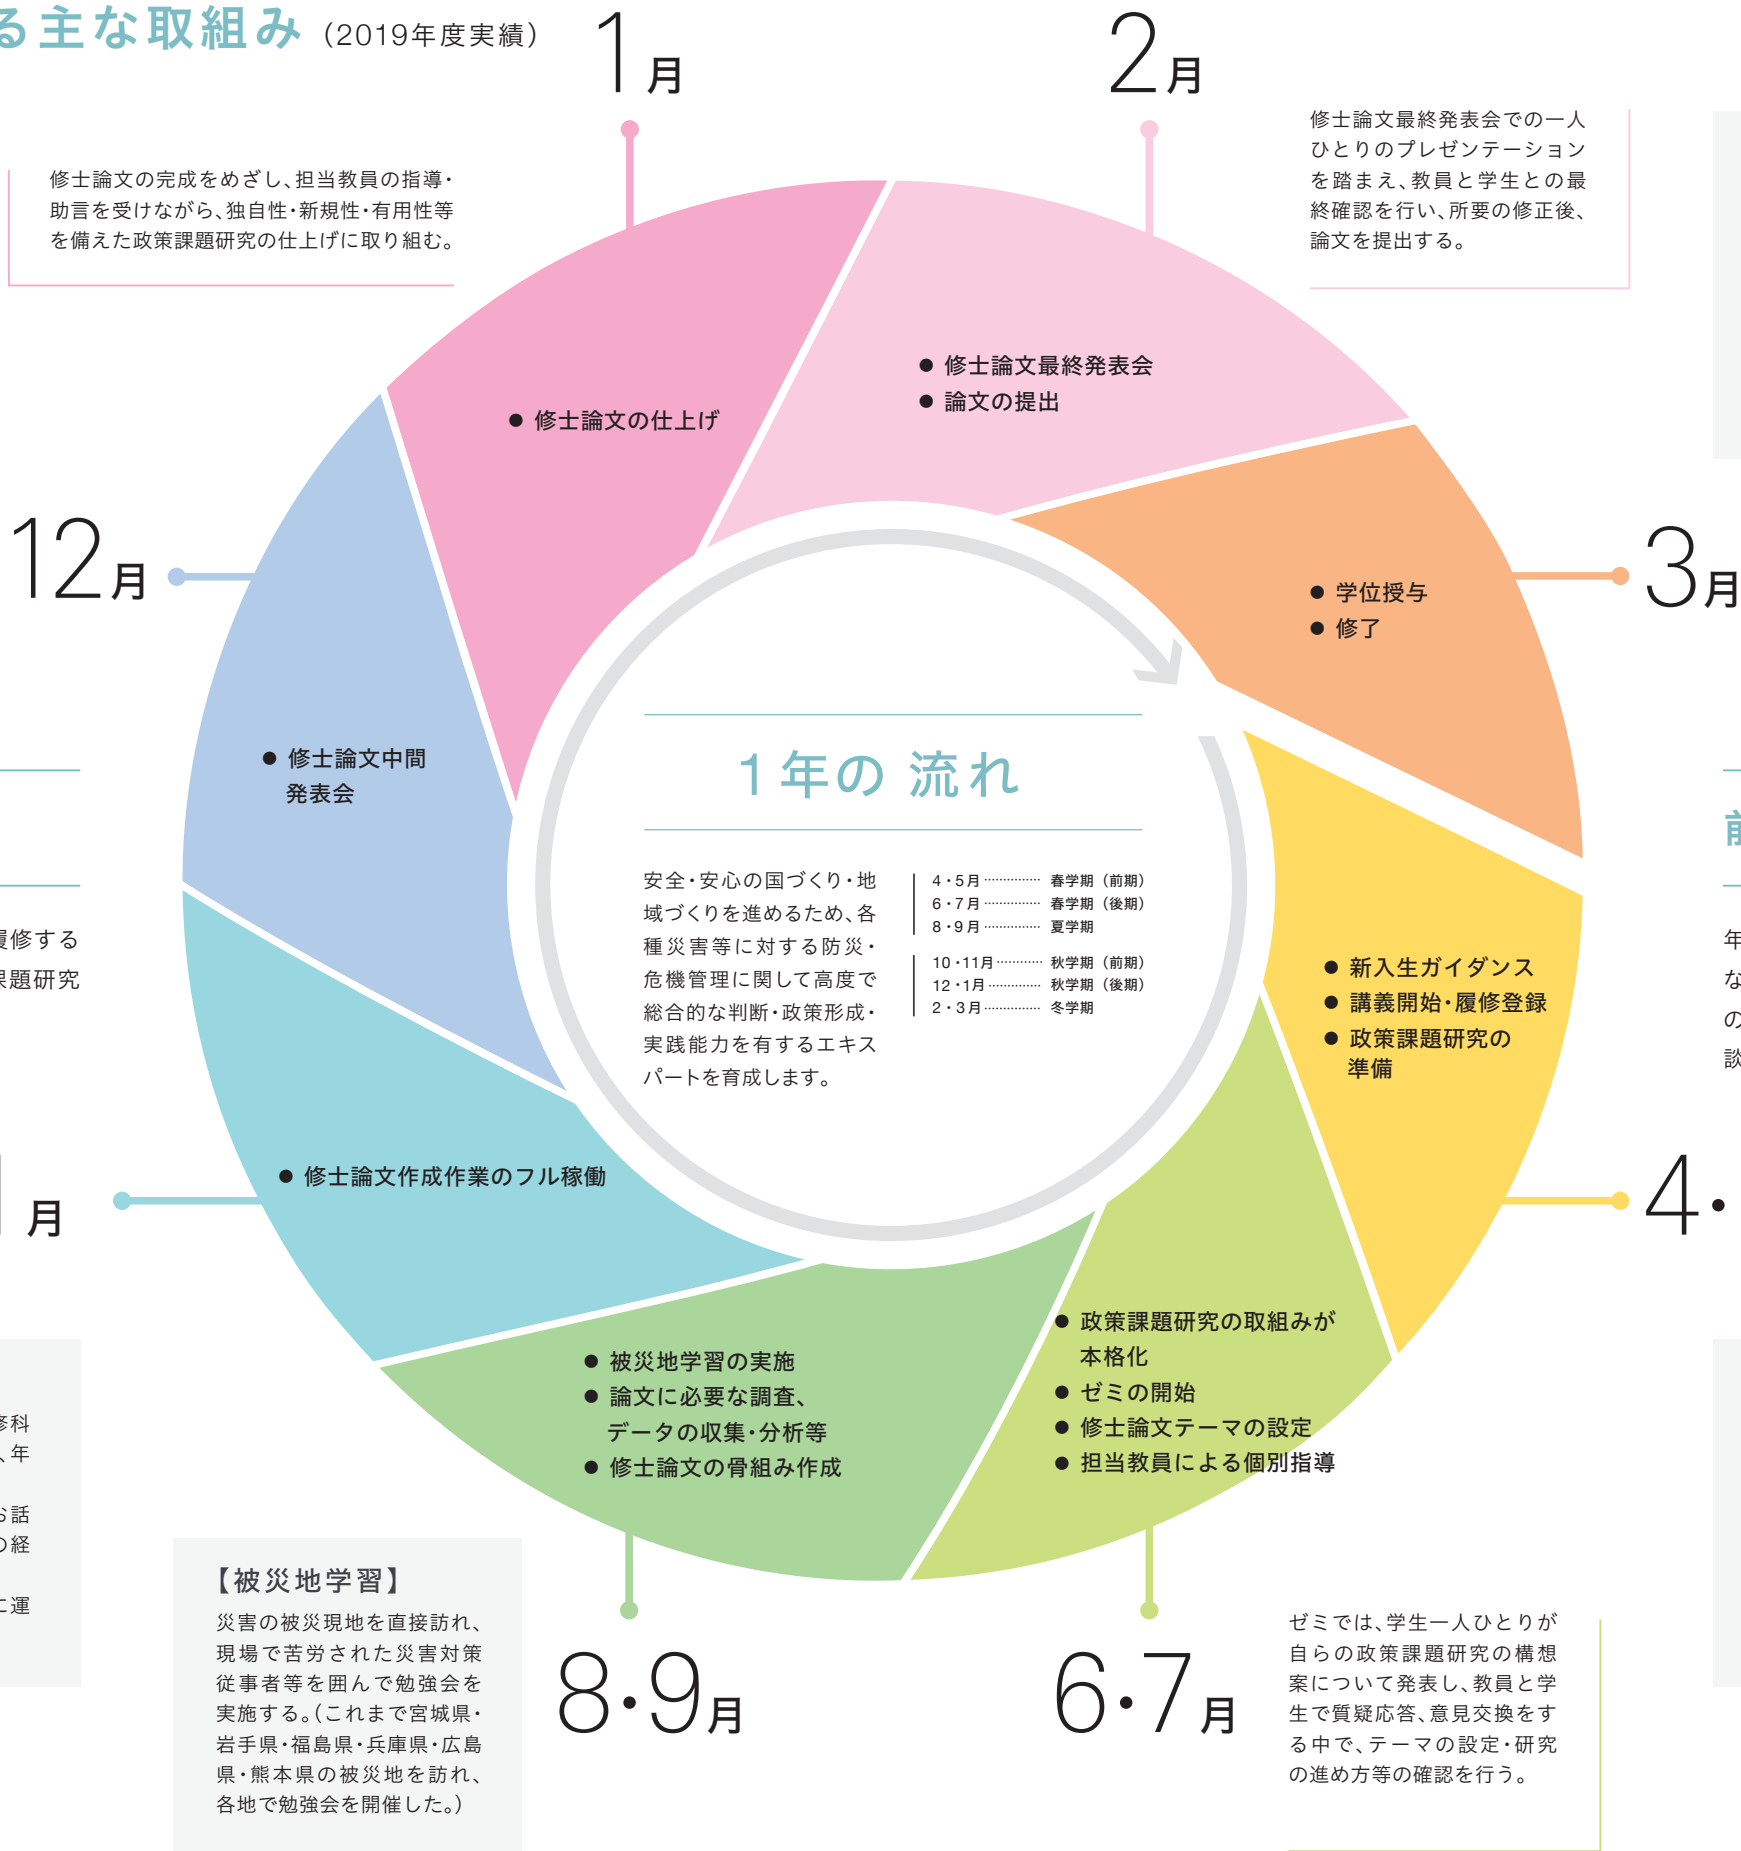 る主な取組み（2019年度実績）
1月
修士論文の完成をめざし、担当教員の指導・
助言を受けながら、独自性・新規性・有用性等
を備えた政策課題研究の仕上げに取り組む。
2月
修士論文最終発表会での一人
ひとりのプレゼンテーション
を踏まえ、教員と学生との最
終確認を行い、所要の修正後、
論文を提出する。
● 修士論文の仕上げ
● 修士論文最終発表会
● 論文の提出
12月
3月
● 学位授与
● 修了
● 修士論文中間
発表会
1年の 流れ
安全・安心の国づくり・地
域づくりを進めるため、各
種災害等に対する防災・
危機管理に関して高度で
総合的な判断・政策形成・
実践能力を有するエキス
パートを育成します。
4・5月 ………… 春学期（前期）
6・7月 ………… 春学期（後期）
8・9月 ………… 夏学期
10・11月 ………… 秋学期（前期）
12・1月 ………… 秋学期（後期）
2・3月 ………… 冬学期
履修する
課題研究
年
な
の
談
● 新入生ガイダンス
● 講義開始・履修登録
● 政策課題研究の
準備
月
● 修士論文作成作業のフル稼働
4・
● 被災地学習の実施
● 論文に必要な調査、
データの収集・分析等
● 修士論文の骨組み作成
● 政策課題研究の取組みが
本格化
● ゼミの開始
● 修士論文テーマの設定
● 担当教員による個別指導
修科
、年
お話
の経
に運
【被災地学習】
災害の被災現地を直接訪れ、
現場で苦労された災害対策
従事者等を囲んで勉強会を
実施する。（これまで宮城県・
岩手県・福島県・兵庫県・広島
県・熊本県の被災地を訪れ、
各地で勉強会を開催した。）
8・9月
6・7月
ゼミでは、学生一人ひとりが
自らの政策課題研究の構想
案について発表し、教員と学
生で質疑応答、意見交換をす
る中で、テーマの設定・研究
の進め方等の確認を行う。